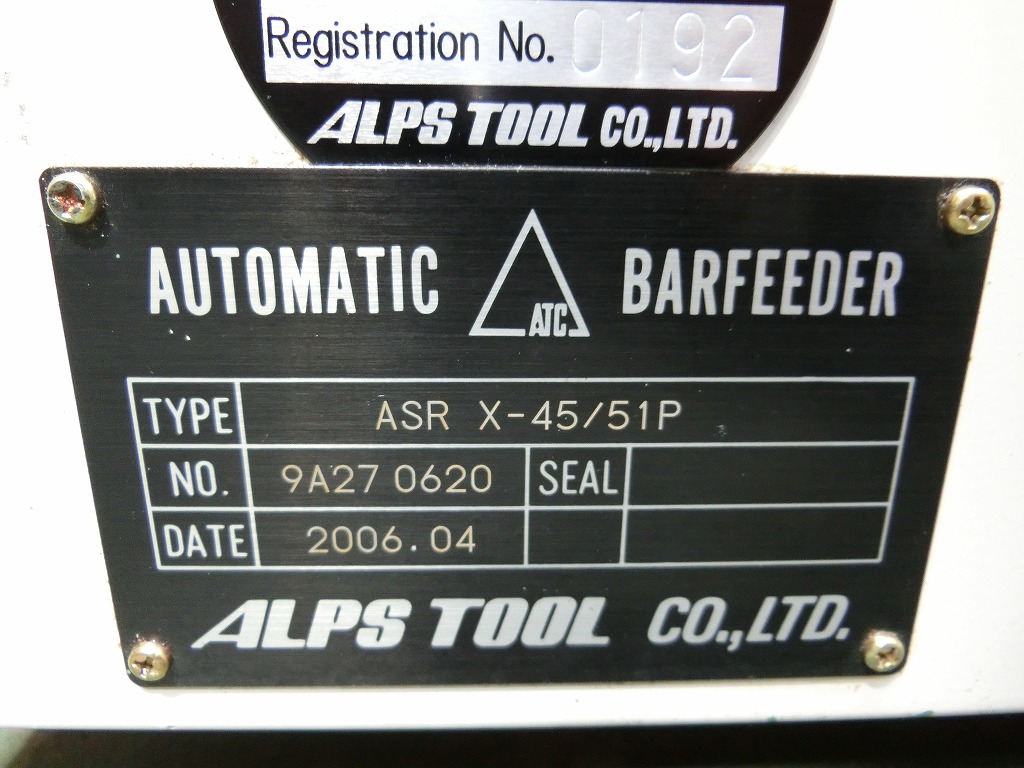 Registration No. 0192
ALPS TOOL CO.,LTD.
AUTOMATIC ATC BARFEEDER
TYPE ASR X-45/51P
NO. 9A27 0620 SEAL
DATE 2006.04
ALPS TOOL CO.,LTD.